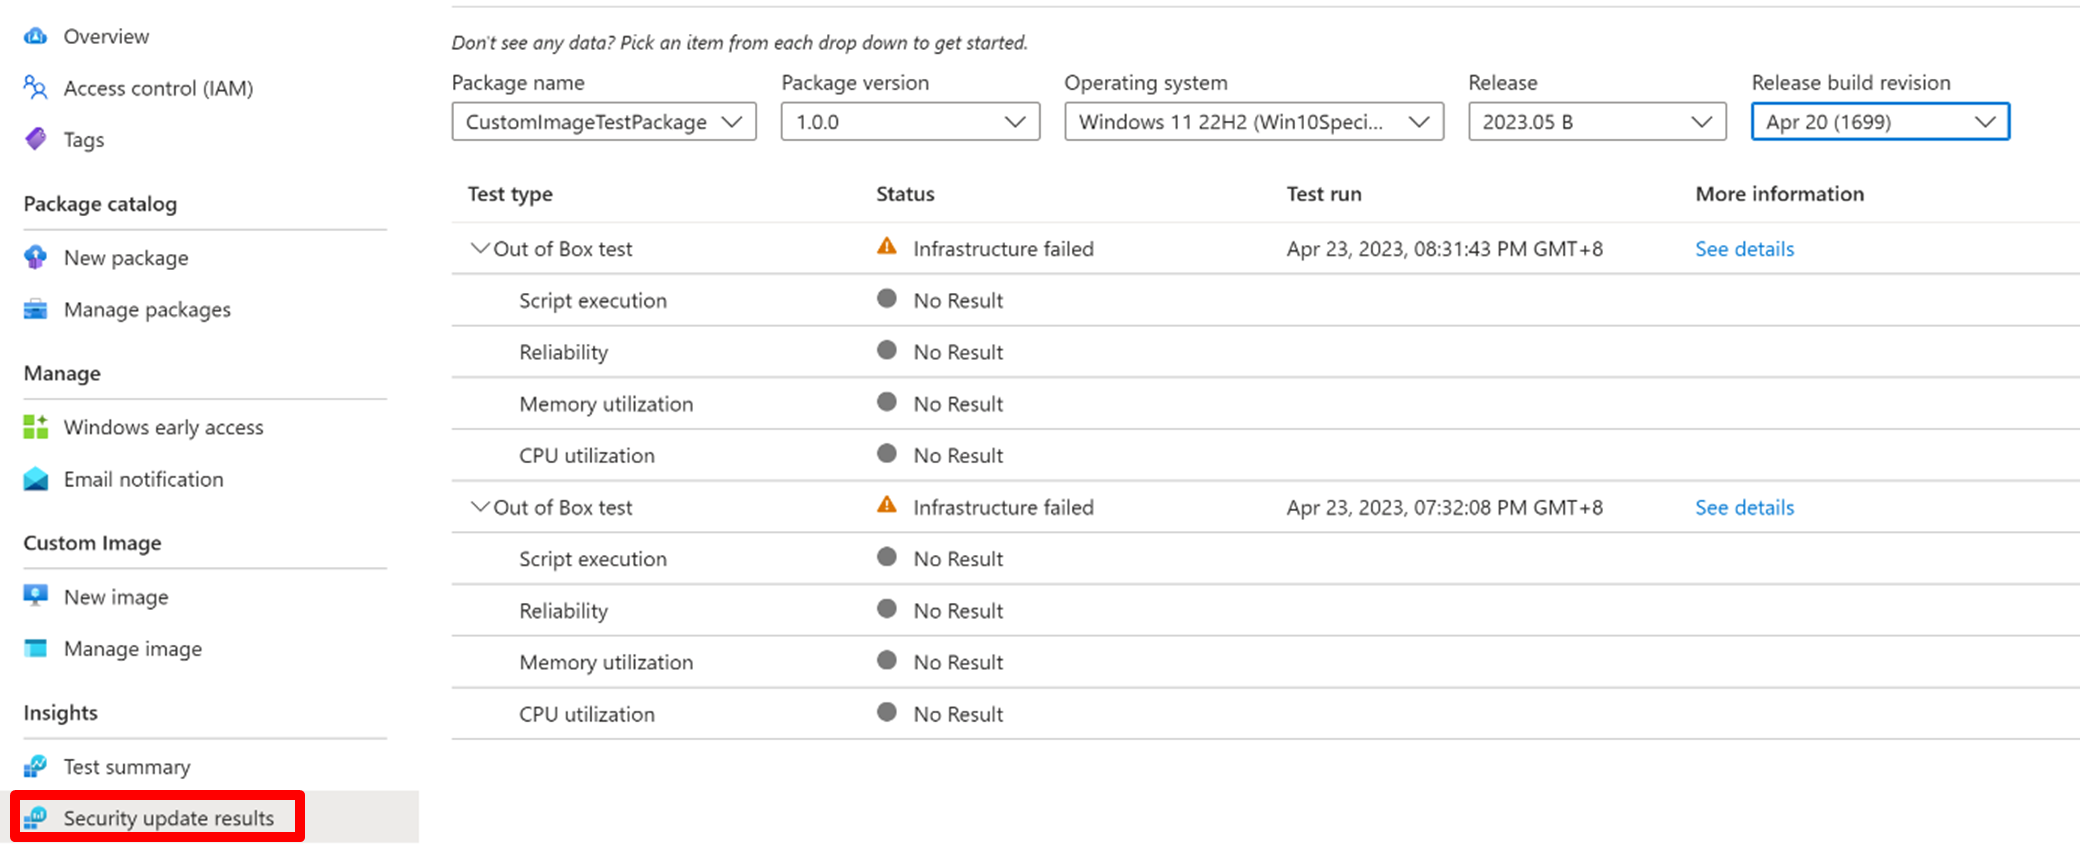 Overview
Access control (IAM)
Tags
Package catalog
New package
Manage packages
Manage
Windows early access
Email notification
Custom Image
New image
Manage image
Insights
Test summary
Security update results
Don't see any data? Pick an item from each drop down to get started.
Package name Package version Operating system Release Release build revision
CustomImageTestPackage 1.0.0 Windows 11 22H2 (Win10Speci... 2023.05 B Apr 20 (1699)
Test type Status Test run More information
Out of Box test Infrastructure failed Apr 23, 2023, 08:31:43 PM GMT+8 See details
Script execution No Result
Reliability No Result
Memory utilization No Result
CPU utilization No Result
Out of Box test Infrastructure failed Apr 23, 2023, 07:32:08 PM GMT+8 See details
Script execution No Result
Reliability No Result
Memory utilization No Result
CPU utilization No Result